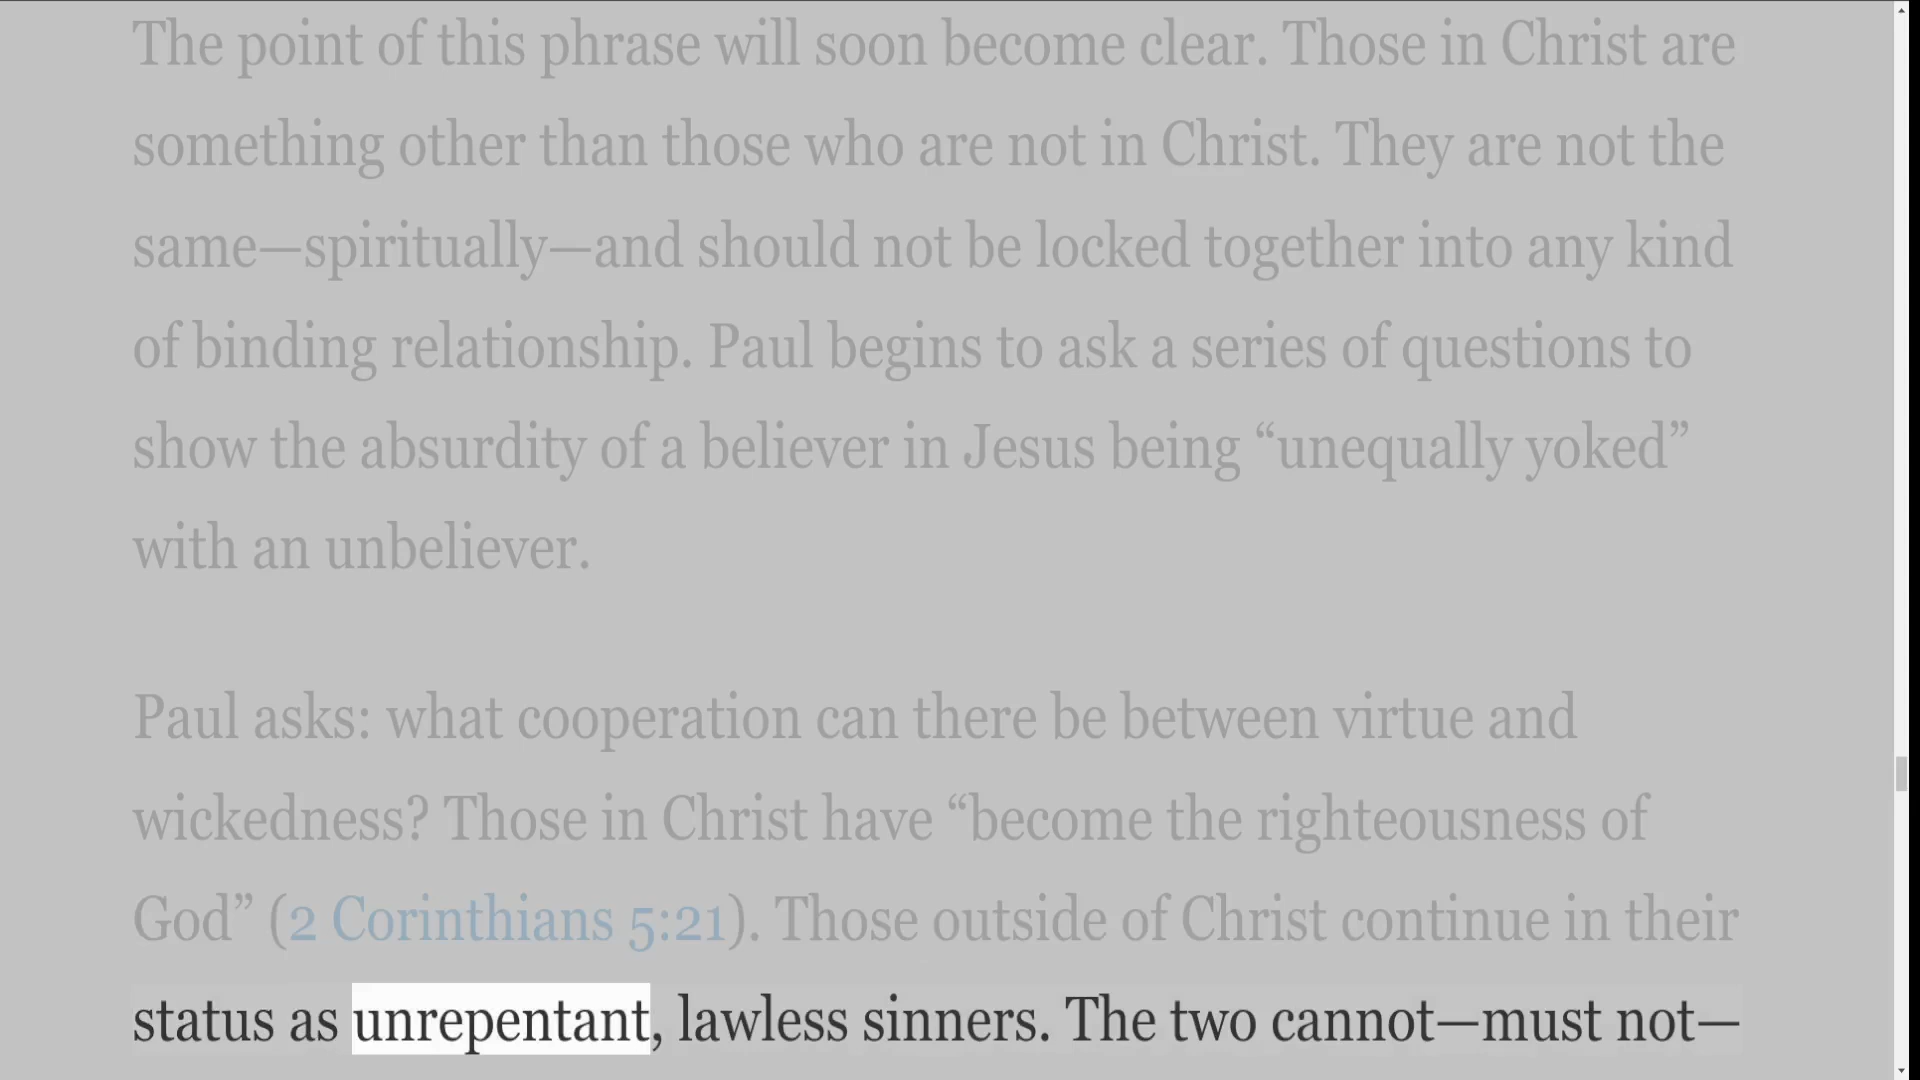 The point of this phrase will soon become clear. Those in Christ are
something other than those who are not in Christ. They are not the
same—spiritually—and should not be locked together into any kind
of binding relationship. Paul begins to ask a series of questions to
show the absurdity of a believer in Jesus being “unequally yoked”
with an unbeliever.
Paul asks: what cooperation can there be between virtue and
wickedness? Those in Christ have “become the righteousness of
God” (2 Corinthians 5:21). Those outside of Christ continue in their
status as unrepentant, lawless sinners. The two cannot—must not—